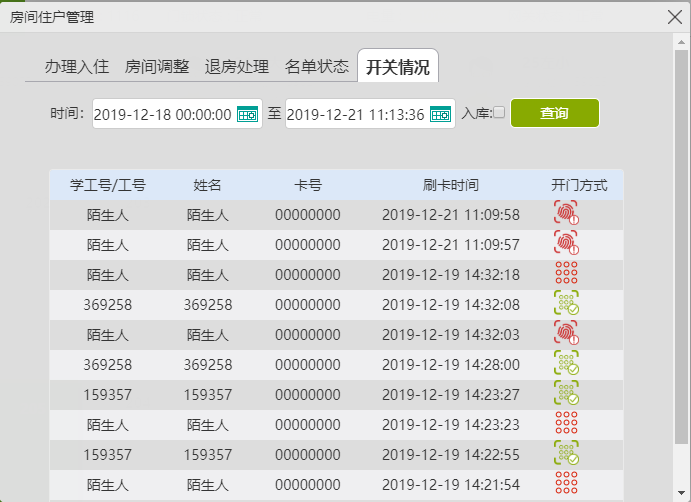 房间住户管理
办理入住 房间调整 退房处理 名单状态 开关情况
时间: 2019-12-18 00:00:00 至 2019-12-21 11:13:36 入库: 查询
学工号/工号 姓名 卡号 刷卡时间 开门方式
陌生人 陌生人 00000000 2019-12-21 11:09:58
陌生人 陌生人 00000000 2019-12-21 11:09:57
陌生人 陌生人 00000000 2019-12-19 14:32:18
369258 369258 00000000 2019-12-19 14:32:08
陌生人 陌生人 00000000 2019-12-19 14:32:03
369258 369258 00000000 2019-12-19 14:28:00
159357 159357 00000000 2019-12-19 14:23:27
陌生人 陌生人 00000000 2019-12-19 14:23:23
159357 159357 00000000 2019-12-19 14:22:55
陌生人 陌生人 00000000 2019-12-19 14:21:54